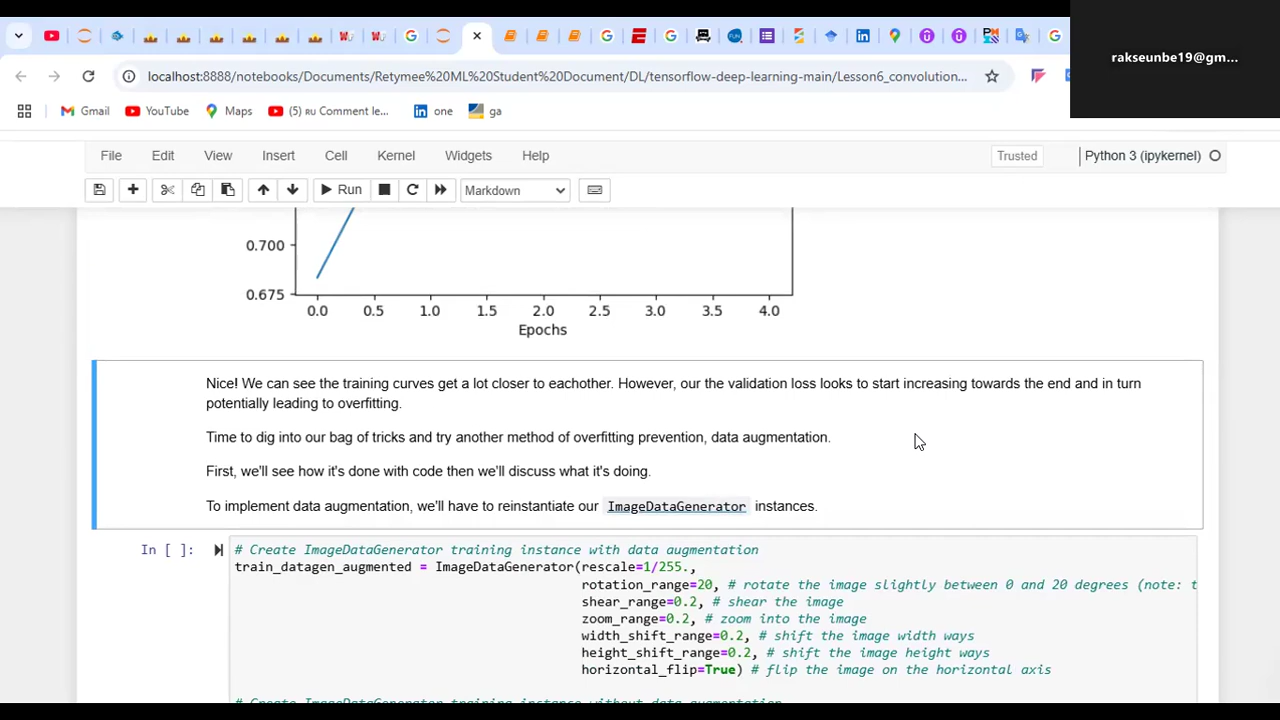 rakseunbe19@gm...
localhost:8888/notebooks/Document/Retymee%20ML%20Student%20Document/DL/tensorflow-deep-learning-main/Lesson6_convolution...
Gmail YouTube Maps (5) ฅน Comment le... one ga
File Edit View Insert Cell Kernel Widgets Help Trusted Python 3 (ipykernel)
Run Markdown
0.700
0.675
0.0 0.5 1.0 1.5 2.0 2.5 3.0 3.5 4.0
Epochs
Nice! We can see the training curves get a lot closer to eachother. However, our the validation loss looks to start increasing towards the end and in turn
potentially leading to overfitting.
Time to dig into our bag of tricks and try another method of overfitting prevention, data augmentation.
First, we'll see how it's done with code then we'll discuss what it's doing.
To implement data augmentation, we'll have to reinstantiate our ImageDataGenerator instances.
In [ ]: # Create ImageDataGenerator training instance with data augmentation
train_datagen_augmented = ImageDataGenerator(rescale=1/255.,
rotation_range=20, # rotate the image slightly between 0 and 20 degrees (note: t
shear_range=0.2, # shear the image
zoom_range=0.2, # zoom into the image
width_shift_range=0.2, # shift the image width ways
height_shift_range=0.2, # shift the image height ways
horizontal_flip=True) # flip the image on the horizontal axis
# Create ImageDataGenerator training instance without data augmentation